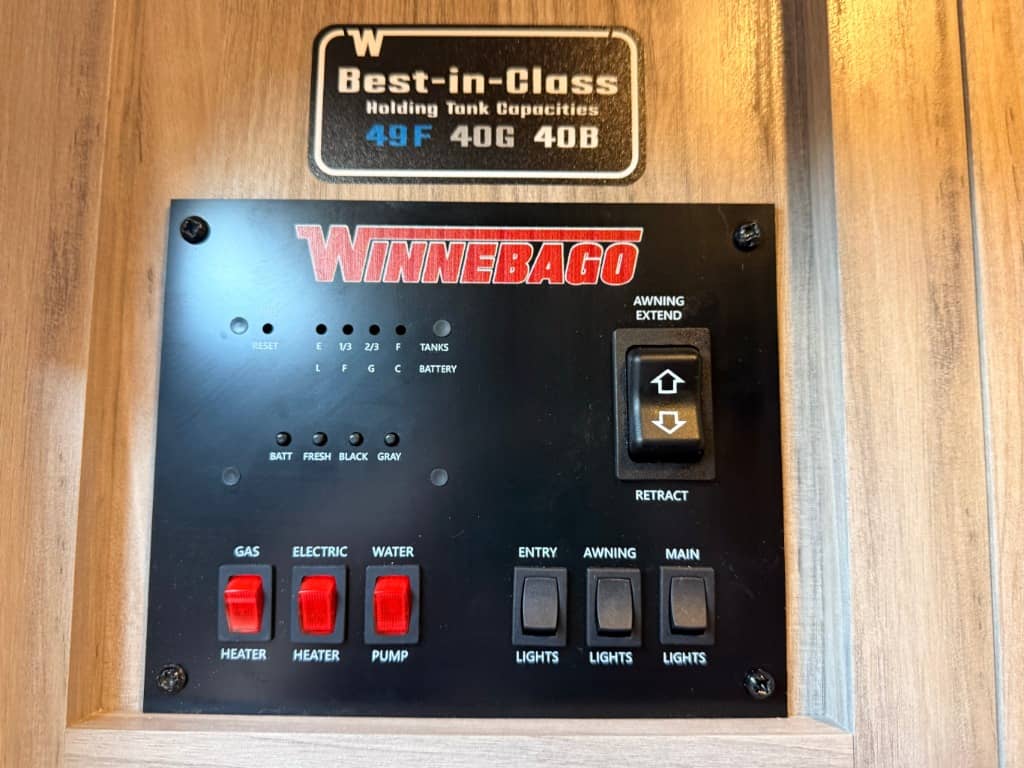 W
Best-in-Class
Holding Tank Capacities
49F 40G 40B
WINNEBAGO
AWNING
EXTEND
RESET E 1/3 2/3 F TANKS
L F G C BATTERY
BATT FRESH BLACK GRAY
RETRACT
GAS ELECTRIC WATER ENTRY AWNING MAIN
HEATER HEATER PUMP LIGHTS LIGHTS LIGHTS